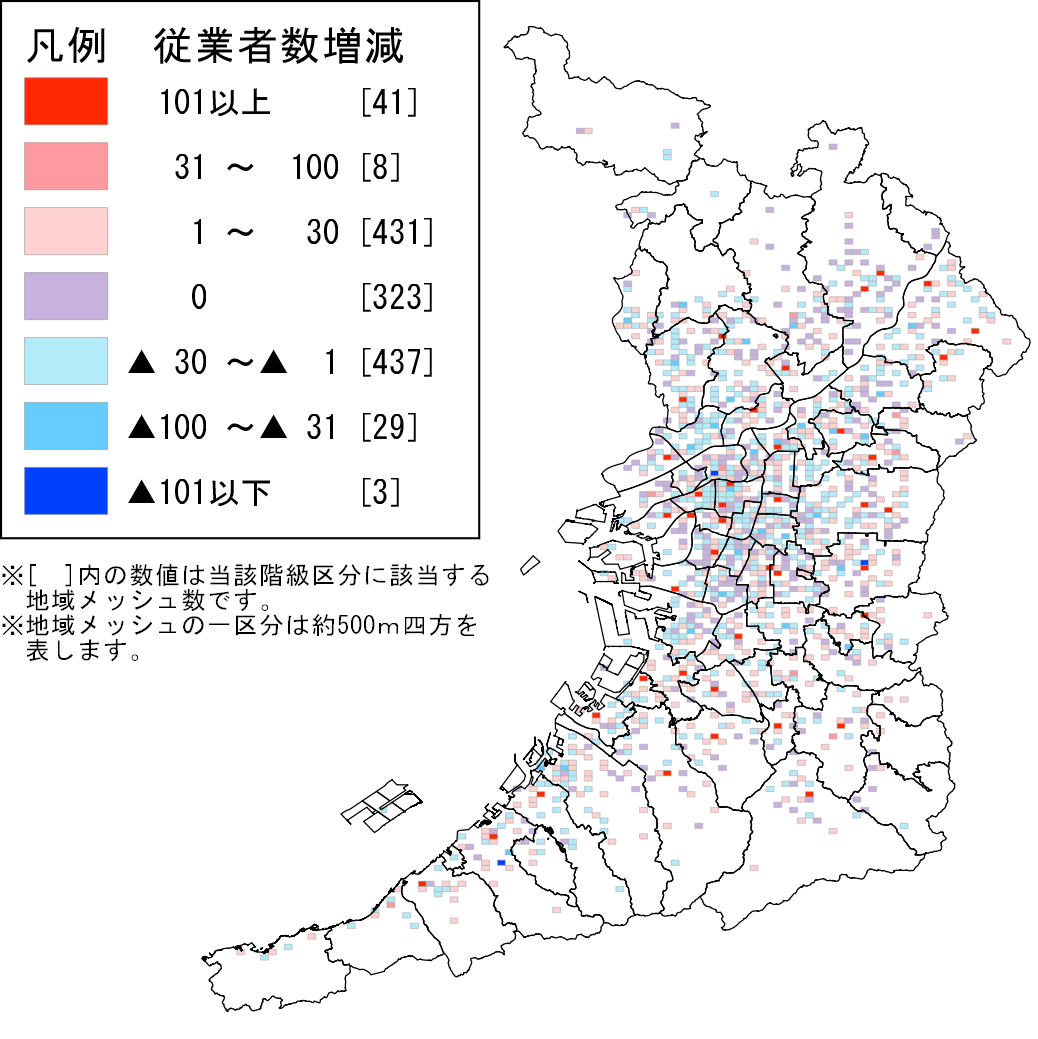 凡例 従業者数増減
101以上 [41]
31 ～ 100 [8]
1 ～ 30 [431]
0 [323]
▲ 30 ～▲ 1 [437]
▲100 ～▲ 31 [29]
▲101以下 [3]
※[ ]内の数値は当該階級区分に該当する
地域メッシュ数です。
※地域メッシュの一区分は約500ｍ四方を
表します。